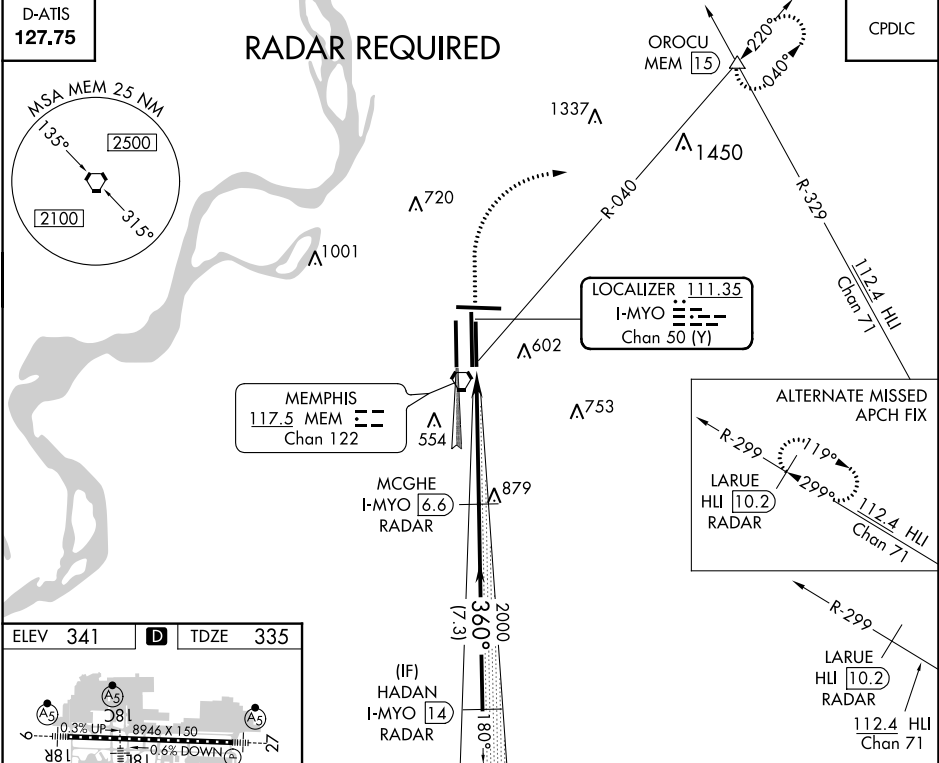 D-ATIS
127.75
RADAR REQUIRED
CPDLC
MSA MEM 25 NM
135°
2500
2100
315°
OROCU
MEM 15
220°
040°
1337
1450
720
1001
R-040
R-329
112.4 HLI
Chan 71
LOCALIZER 111.35
I-MYO
Chan 50 (Y)
602
MEMPHIS
117.5 MEM
Chan 122
554
753
ALTERNATE MISSED
APCH FIX
R-299
119°
299°
LARUE
HLI 10.2
RADAR
112.4 HLI
Chan 71
MCGHE
I-MYO 6.6
RADAR
879
2000
360°
(7.3)
R-299
LARUE
HLI 10.2
RADAR
112.4 HLI
Chan 71
(IF)
HADAN
I-MYO 14
RADAR
180°
ELEV 341
D
TDZE 335
A5
A5
A5
18C
0.3% UP
8946 X 150
0.6% DOWN
9
27
18R